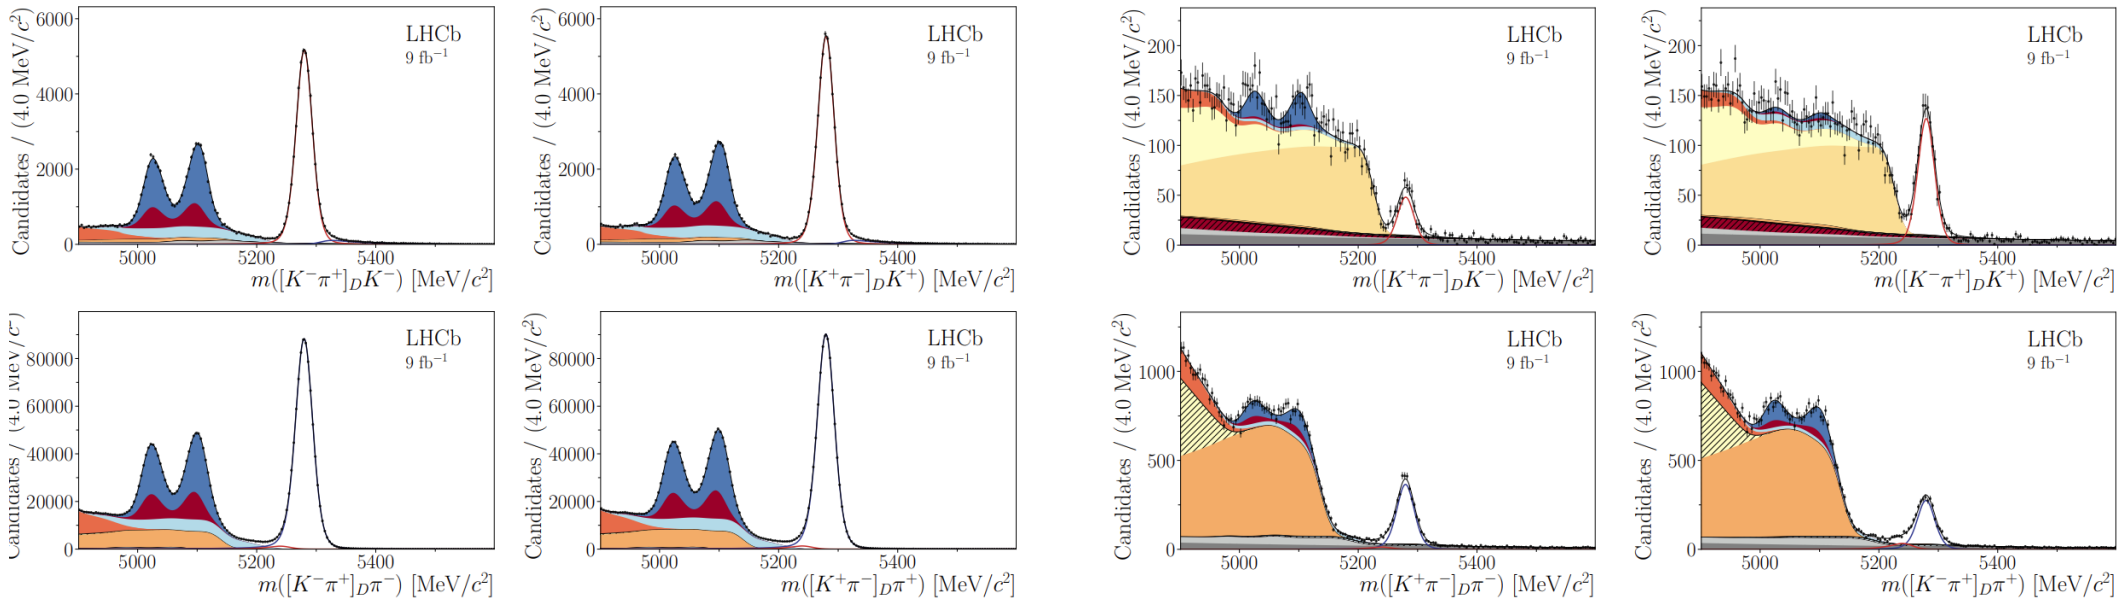 Candidates / (4.0 MeV/c²)
6000
4000
2000
0
LHCb
9 fb⁻¹
5000 5200 5400
m([K⁻π⁺]_D K⁻) [MeV/c²]
Candidates / (4.0 MeV/c²)
6000
4000
2000
0
LHCb
9 fb⁻¹
5000 5200 5400
m([K⁺π⁻]_D K⁺) [MeV/c²]
Candidates / (4.0 MeV/c²)
200
150
100
50
0
LHCb
9 fb⁻¹
5000 5200 5400
m([K⁺π⁻]_D K⁻) [MeV/c²]
Candidates / (4.0 MeV/c²)
200
150
100
50
0
LHCb
9 fb⁻¹
5000 5200 5400
m([K⁻π⁺]_D K⁺) [MeV/c²]
Candidates / (4.0 MeV/c²)
80000
60000
40000
20000
0
LHCb
9 fb⁻¹
5000 5200 5400
m([K⁻π⁺]_D π⁻) [MeV/c²]
Candidates / (4.0 MeV/c²)
80000
60000
40000
20000
0
LHCb
9 fb⁻¹
5000 5200 5400
m([K⁺π⁻]_D π⁺) [MeV/c²]
Candidates / (4.0 MeV/c²)
1000
500
0
LHCb
9 fb⁻¹
5000 5200 5400
m([K⁺π⁻]_D π⁻) [MeV/c²]
Candidates / (4.0 MeV/c²)
1000
500
0
LHCb
9 fb⁻¹
5000 5200 5400
m([K⁻π⁺]_D π⁺) [MeV/c²]